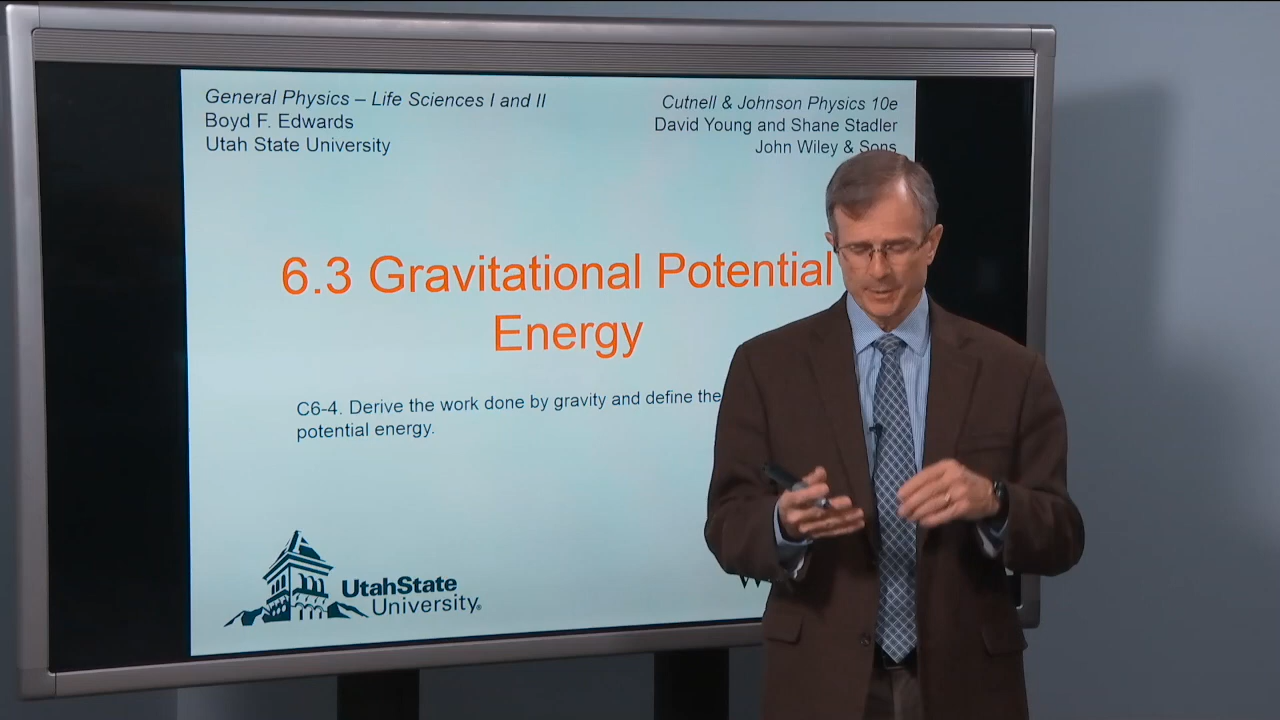 General Physics – Life Sciences I and II
Boyd F. Edwards
Utah State University
Cutnell & Johnson Physics 10e
David Young and Shane Stadler
John Wiley & Sons
6.3 Gravitational Potential
Energy
C6-4. Derive the work done by gravity and define the
potential energy.
UtahState
University
W